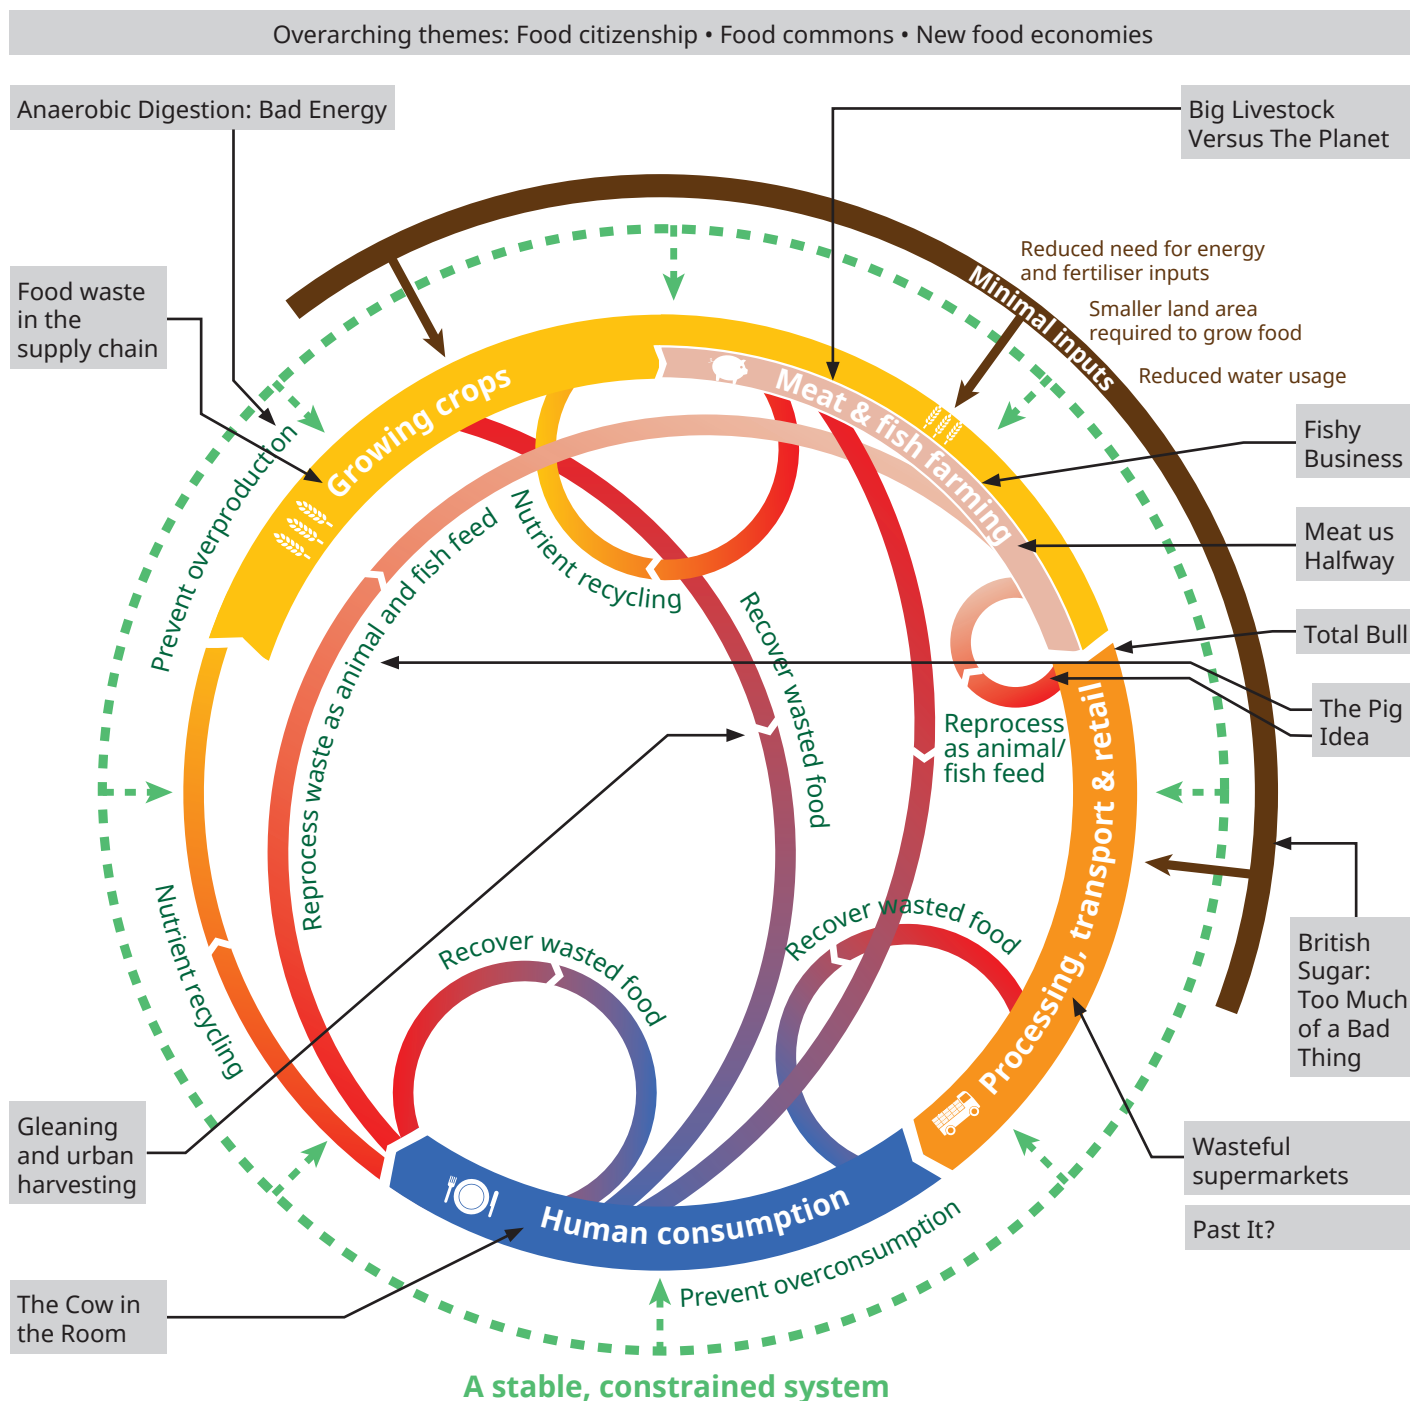 Overarching themes: Food citizenship • Food commons • New food economies
Anaerobic Digestion: Bad Energy
Big Livestock
Versus The Planet
Reduced need for energy
and fertiliser inputs
Smaller land area
required to grow food
Reduced water usage
Minimal inputs
Food waste
in the
supply chain
Growing crops
Meat & fish farming
Fishy
Business
Meat us
Halfway
Total Bull
The Pig
Idea
Prevent overproduction
Reprocess waste as animal and fish feed
Nutrient recycling
Recover wasted food
Reprocess
as animal/
fish feed
Processing, transport & retail
Nutrient recycling
Recover wasted food
Recover wasted food
British
Sugar:
Too Much
of a Bad
Thing
Gleaning
and urban
harvesting
Wasteful
supermarkets
Past It?
Human consumption
Prevent overconsumption
The Cow in
the Room
A stable, constrained system